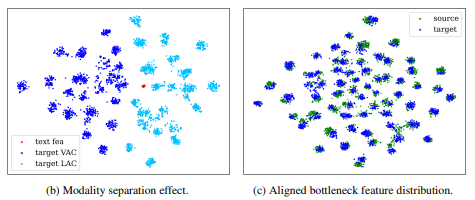 text fea
target VAC
target LAC
(b) Modality separation effect.
source
target
(c) Aligned bottleneck feature distribution.